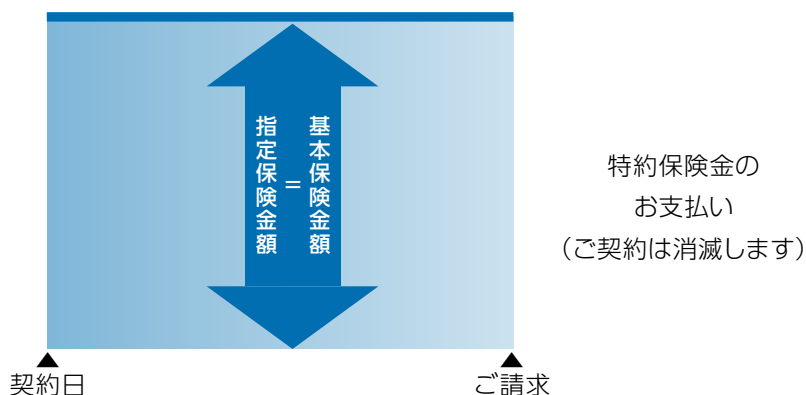 基本保険金額
=
指定保険金額
特約保険金の
お支払い
(ご契約は消滅します)
契約日
ご請求